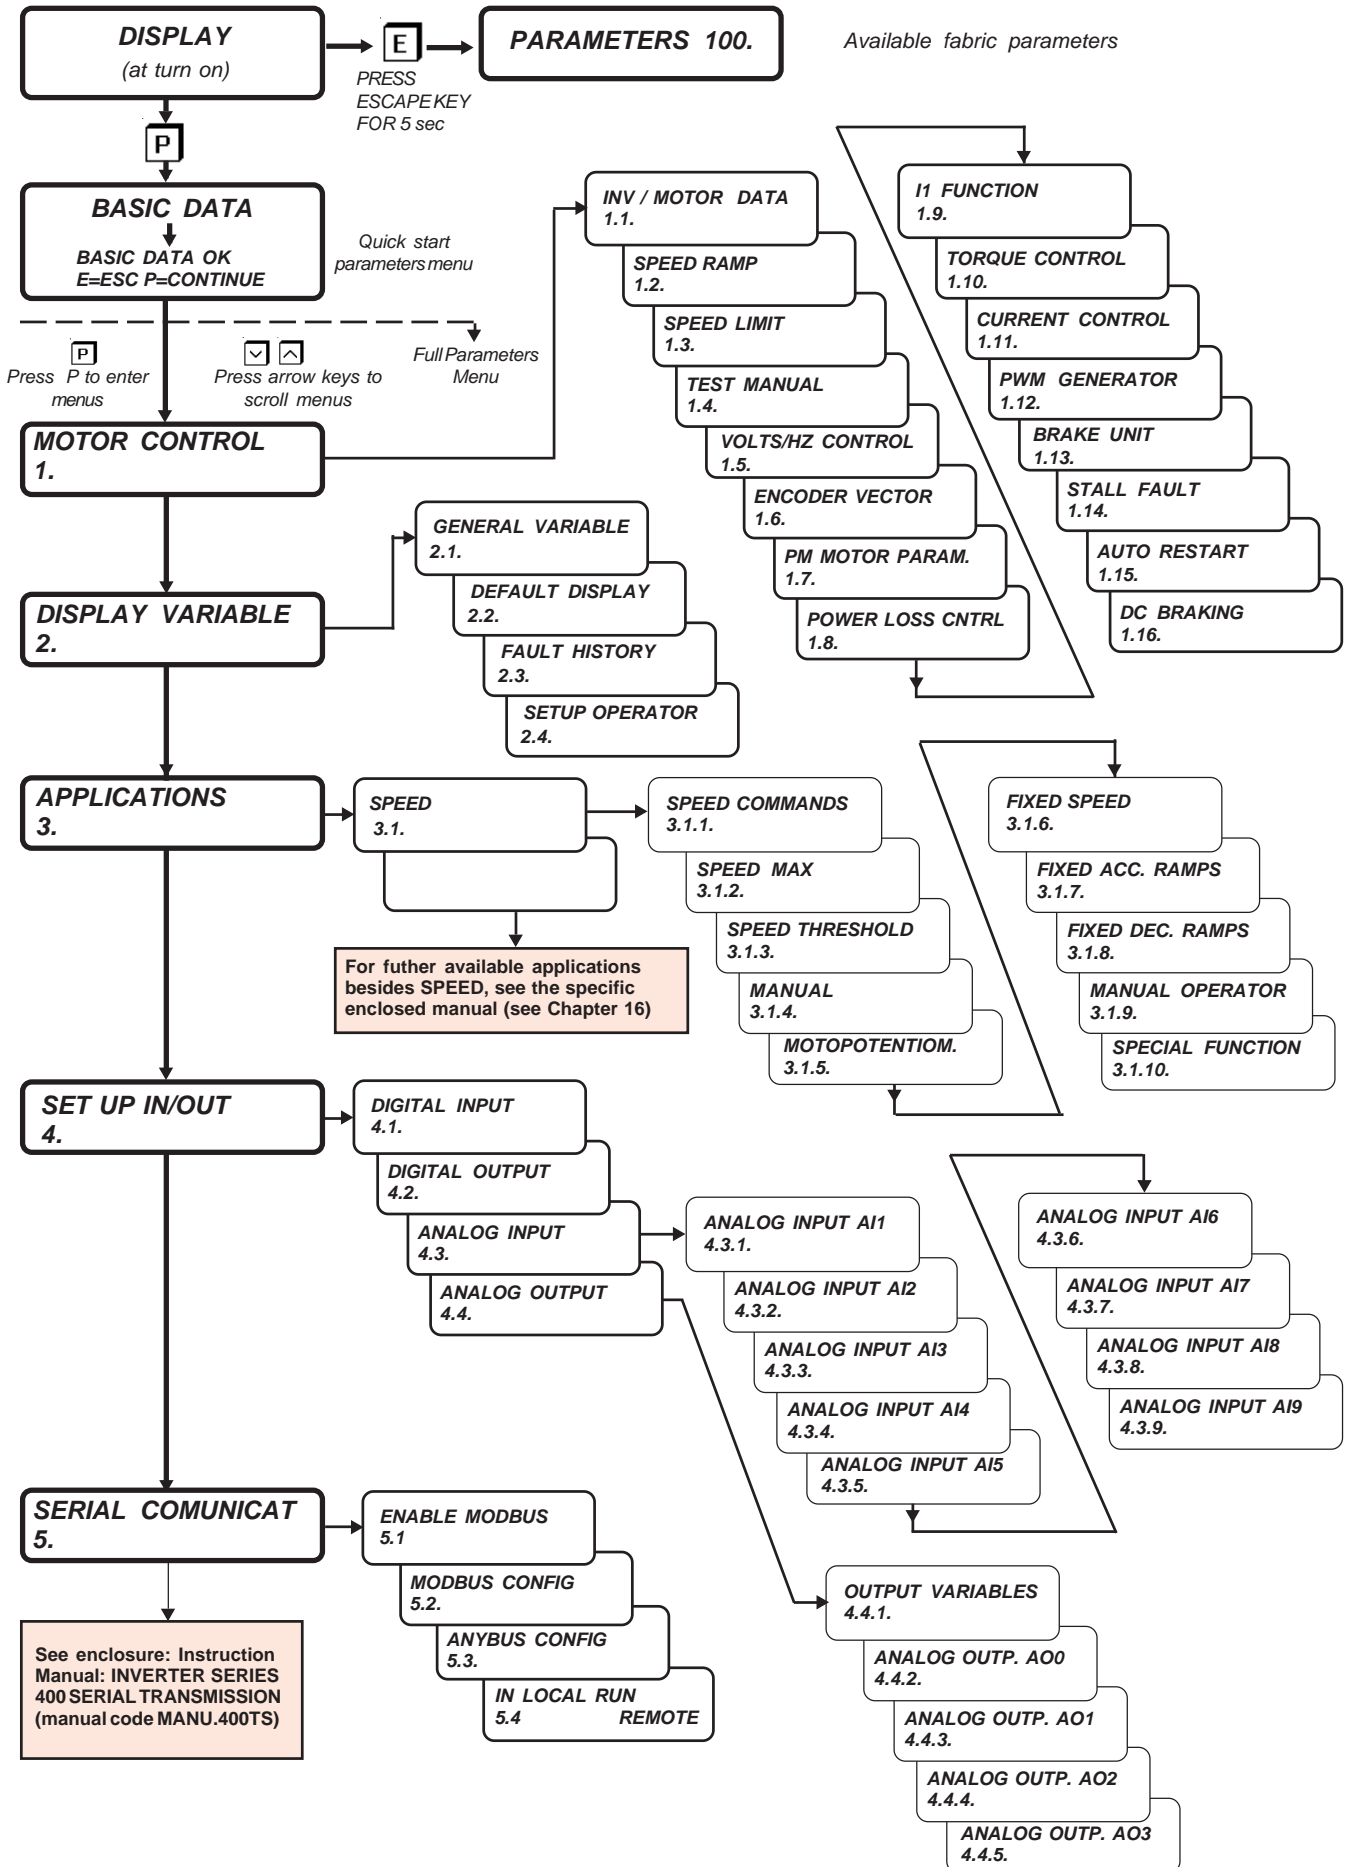 DISPLAY
(at turn on)
E
PRESS
ESCAPE KEY
FOR 5 sec
PARAMETERS 100.
Available fabric parameters
P
BASIC DATA
BASIC DATA OK
E=ESC P=CONTINUE
Quick start
parameters menu
P
Press P to enter
menus
Press arrow keys to
scroll menus
Full Parameters
Menu
MOTOR CONTROL
1.
INV / MOTOR DATA
1.1.
SPEED RAMP
1.2.
SPEED LIMIT
1.3.
TEST MANUAL
1.4.
VOLTS/HZ CONTROL
1.5.
ENCODER VECTOR
1.6.
PM MOTOR PARAM.
1.7.
POWER LOSS CNTRL
1.8.
I1 FUNCTION
1.9.
TORQUE CONTROL
1.10.
CURRENT CONTROL
1.11.
PWM GENERATOR
1.12.
BRAKE UNIT
1.13.
STALL FAULT
1.14.
AUTO RESTART
1.15.
DC BRAKING
1.16.
DISPLAY VARIABLE
2.
GENERAL VARIABLE
2.1.
DEFAULT DISPLAY
2.2.
FAULT HISTORY
2.3.
SETUP OPERATOR
2.4.
APPLICATIONS
3.
SPEED
3.1.
For futher available applications
besides SPEED, see the specific
enclosed manual (see Chapter 16)
SPEED COMMANDS
3.1.1.
SPEED MAX
3.1.2.
SPEED THRESHOLD
3.1.3.
MANUAL
3.1.4.
MOTOPOTENTIOM.
3.1.5.
FIXED SPEED
3.1.6.
FIXED ACC. RAMPS
3.1.7.
FIXED DEC. RAMPS
3.1.8.
MANUAL OPERATOR
3.1.9.
SPECIAL FUNCTION
3.1.10.
SET UP IN/OUT
4.
DIGITAL INPUT
4.1.
DIGITAL OUTPUT
4.2.
ANALOG INPUT
4.3.
ANALOG OUTPUT
4.4.
ANALOG INPUT AI1
4.3.1.
ANALOG INPUT AI2
4.3.2.
ANALOG INPUT AI3
4.3.3.
ANALOG INPUT AI4
4.3.4.
ANALOG INPUT AI5
4.3.5.
ANALOG INPUT AI6
4.3.6.
ANALOG INPUT AI7
4.3.7.
ANALOG INPUT AI8
4.3.8.
ANALOG INPUT AI9
4.3.9.
SERIAL COMUNICAT
5.
See enclosure: Instruction
Manual: INVERTER SERIES
400 SERIAL TRANSMISSION
(manual code MANU.400TS)
ENABLE MODBUS
5.1
MODBUS CONFIG
5.2.
ANYBUS CONFIG
5.3.
IN LOCAL RUN
5.4 REMOTE
OUTPUT VARIABLES
4.4.1.
ANALOG OUTP. AO0
4.4.2.
ANALOG OUTP. AO1
4.4.3.
ANALOG OUTP. AO2
4.4.4.
ANALOG OUTP. AO3
4.4.5.